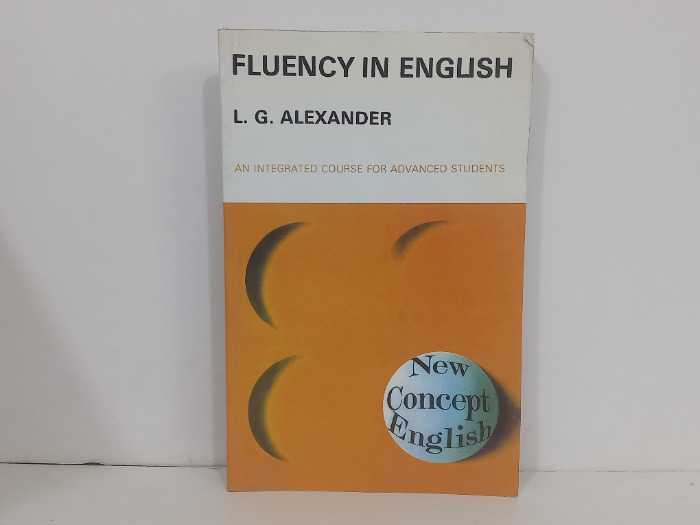 FLUENCY IN ENGLISH
L. G. ALEXANDER
AN INTEGRATED COURSE FOR ADVANCED STUDENTS
New
Concept
English